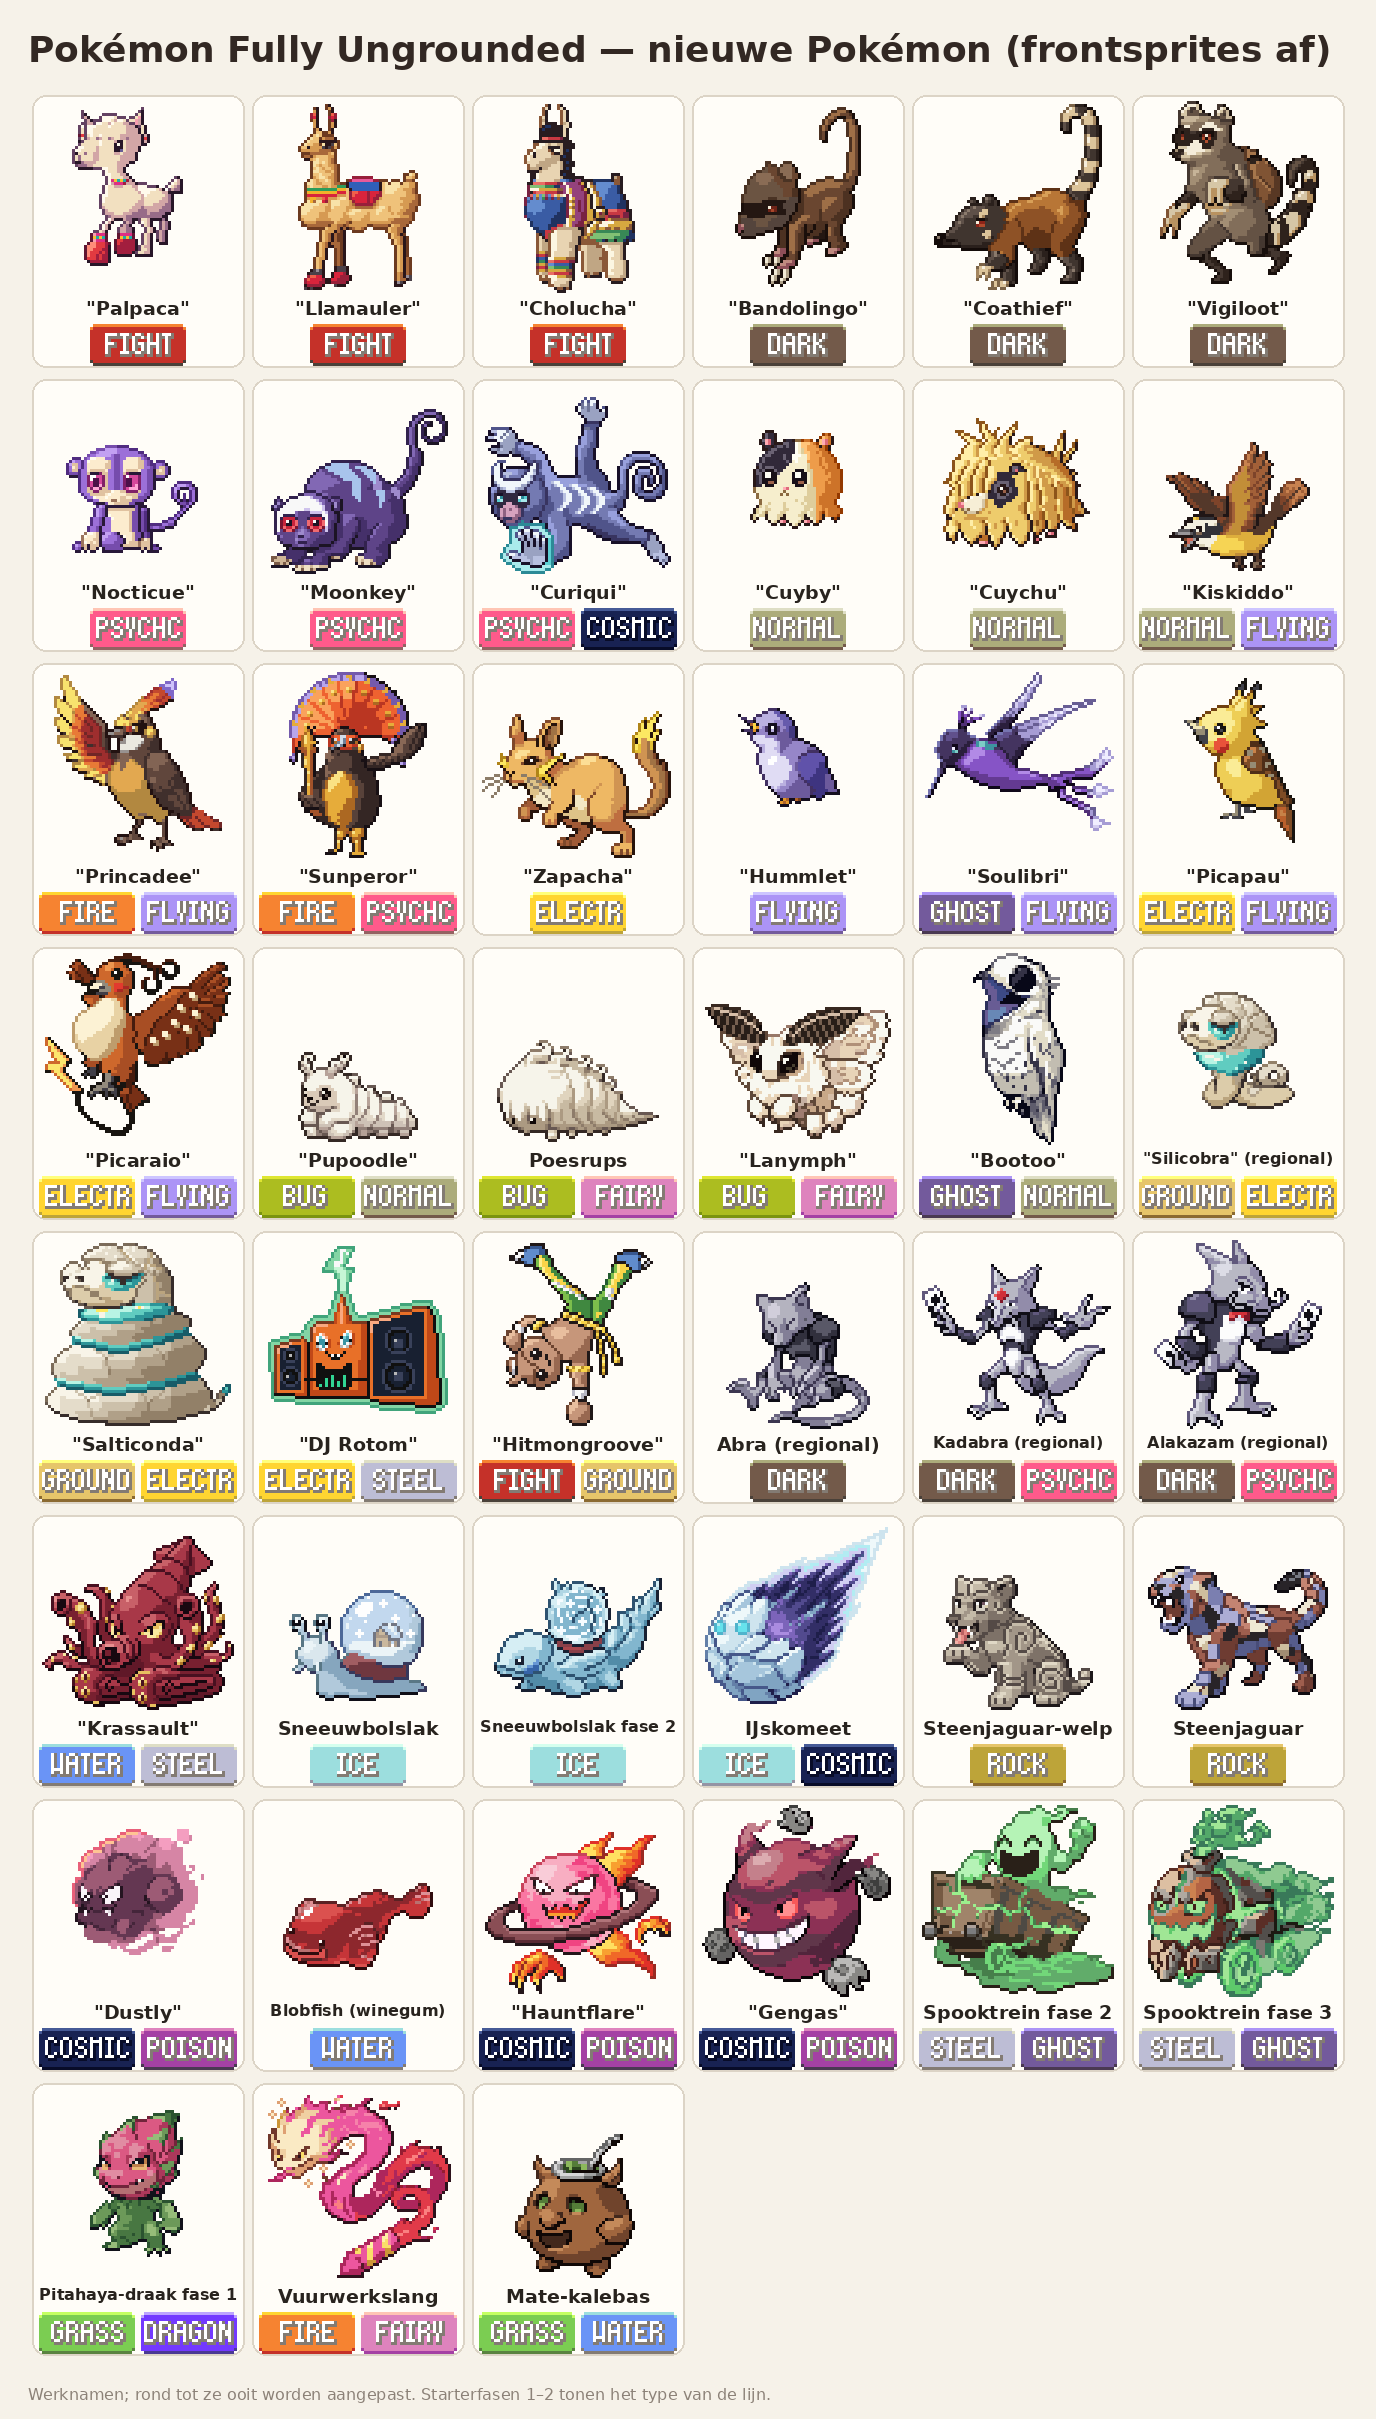 Pokémon Fully Ungrounded — nieuwe Pokémon (frontsprites af)
"Palpaca" "Llamauler" "Cholucha" "Bandolingo" "Coathief" "Vigiloot"
FIGHT FIGHT FIGHT DARK DARK DARK
"Nocticue" "Moonkey" "Curiqui" "Cuyby" "Cuychu" "Kiskiddo"
PSYCHC PSYCHC PSYCHC COSMIC NORMAL NORMAL NORMAL FLYING
"Princadee" "Sunperor" "Zapacha" "Hummlet" "Soulibri" "Picapau"
FIRE FLYING FIRE PSYCHC ELECTR FLYING GHOST FLYING ELECTR FLYING
"Picaraio" "Pupoodle" Poesrups "Lanymph" "Bootoo" "Silicobra" (regional)
ELECTR FLYING BUG NORMAL BUG FAIRY BUG FAIRY GHOST NORMAL GROUND ELECTR
"Salticonda" "DJ Rotom" "Hitmongroove" Abra (regional) Kadabra (regional) Alakazam (regional)
GROUND ELECTR ELECTR STEEL FIGHT GROUND DARK DARK PSYCHC DARK PSYCHC
"Krassault" Sneeuwbolslak Sneeuwbolslak fase 2 IJskomeet Steenjaguar-welp Steenjaguar
WATER STEEL ICE ICE ICE COSMIC ROCK ROCK
"Dustly" Blobfish (winegum) "Hauntflare" "Gengas" Spooktrein fase 2 Spooktrein fase 3
COSMIC POISON WATER COSMIC POISON COSMIC POISON STEEL GHOST STEEL GHOST
Pitahaya-draak fase 1 Vuurwerkslang Mate-kalebas
GRASS DRAGON FIRE FAIRY GRASS WATER
Werknamen; rond tot ze ooit worden aangepast. Starterfasen 1–2 tonen het type van de lijn.